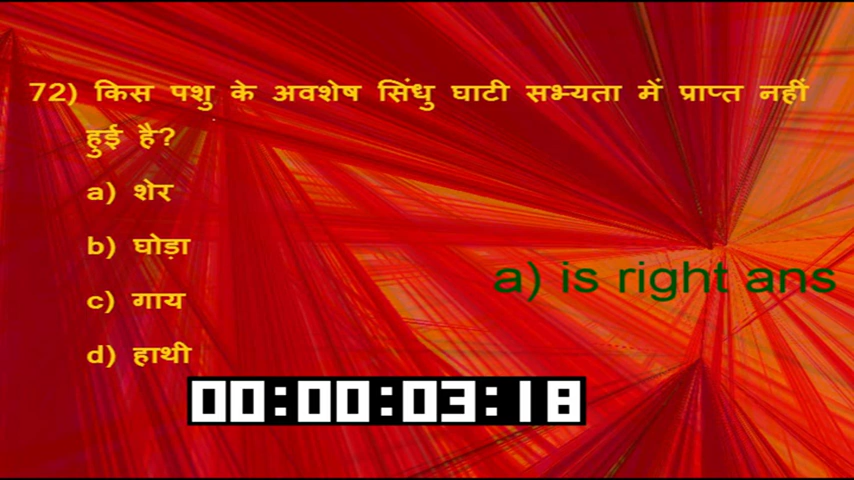 72) किस पशु के अवशेष सिंधु घाटी सभ्यता में प्राप्त नहीं
हुई है?
a) शेर
b) घोड़ा
a) is right ans
c) गाय
d) हाथी
00:00:03:18